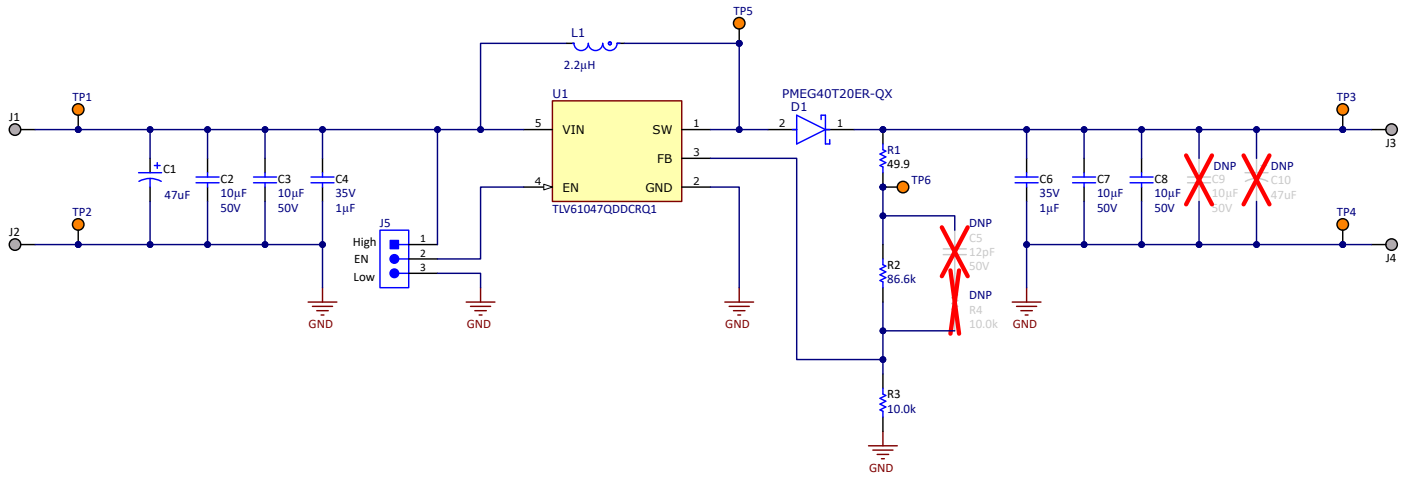 TP5
L1
2.2µH
TP1
J1
U1
PMEG40T20ER-QX
D1
TP3
J3
5
VIN
SW
1
2
1
FB
3
4
EN
GND
2
TLV61047QDDCRQ1
+
C1
47uF
C2
10µF
50V
C3
10µF
50V
C4
35V
1µF
R1
49.9
TP6
C6
35V
1µF
C7
10µF
50V
C8
10µF
50V
DNP
C9
10µF
50V
DNP
C10
47uF
TP2
J2
J5
High
1
EN
2
Low
3
DNP
C5
12pF
50V
TP4
J4
R2
86.6k
DNP
R4
10.0k
GND
GND
GND
GND
R3
10.0k
GND